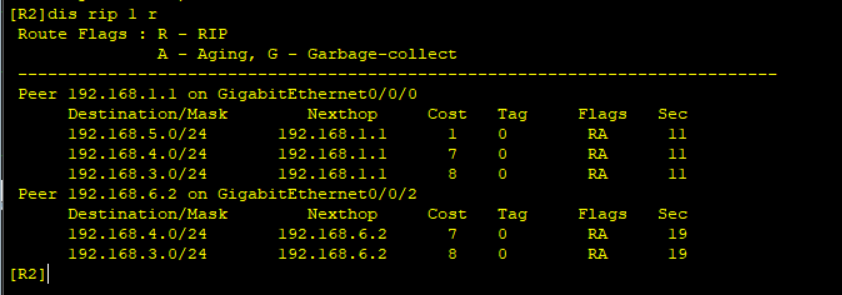 [R2]dis rip 1 r
Route Flags : R - RIP
A - Aging, G - Garbage-collect
----------------------------------------------------------------------------
Peer 192.168.1.1 on GigabitEthernet0/0/0
Destination/Mask Nexthop Cost Tag Flags Sec
192.168.5.0/24 192.168.1.1 1 0 RA 11
192.168.4.0/24 192.168.1.1 7 0 RA 11
192.168.3.0/24 192.168.1.1 8 0 RA 11
Peer 192.168.6.2 on GigabitEthernet0/0/2
Destination/Mask Nexthop Cost Tag Flags Sec
192.168.4.0/24 192.168.6.2 7 0 RA 19
192.168.3.0/24 192.168.6.2 8 0 RA 19
[R2]